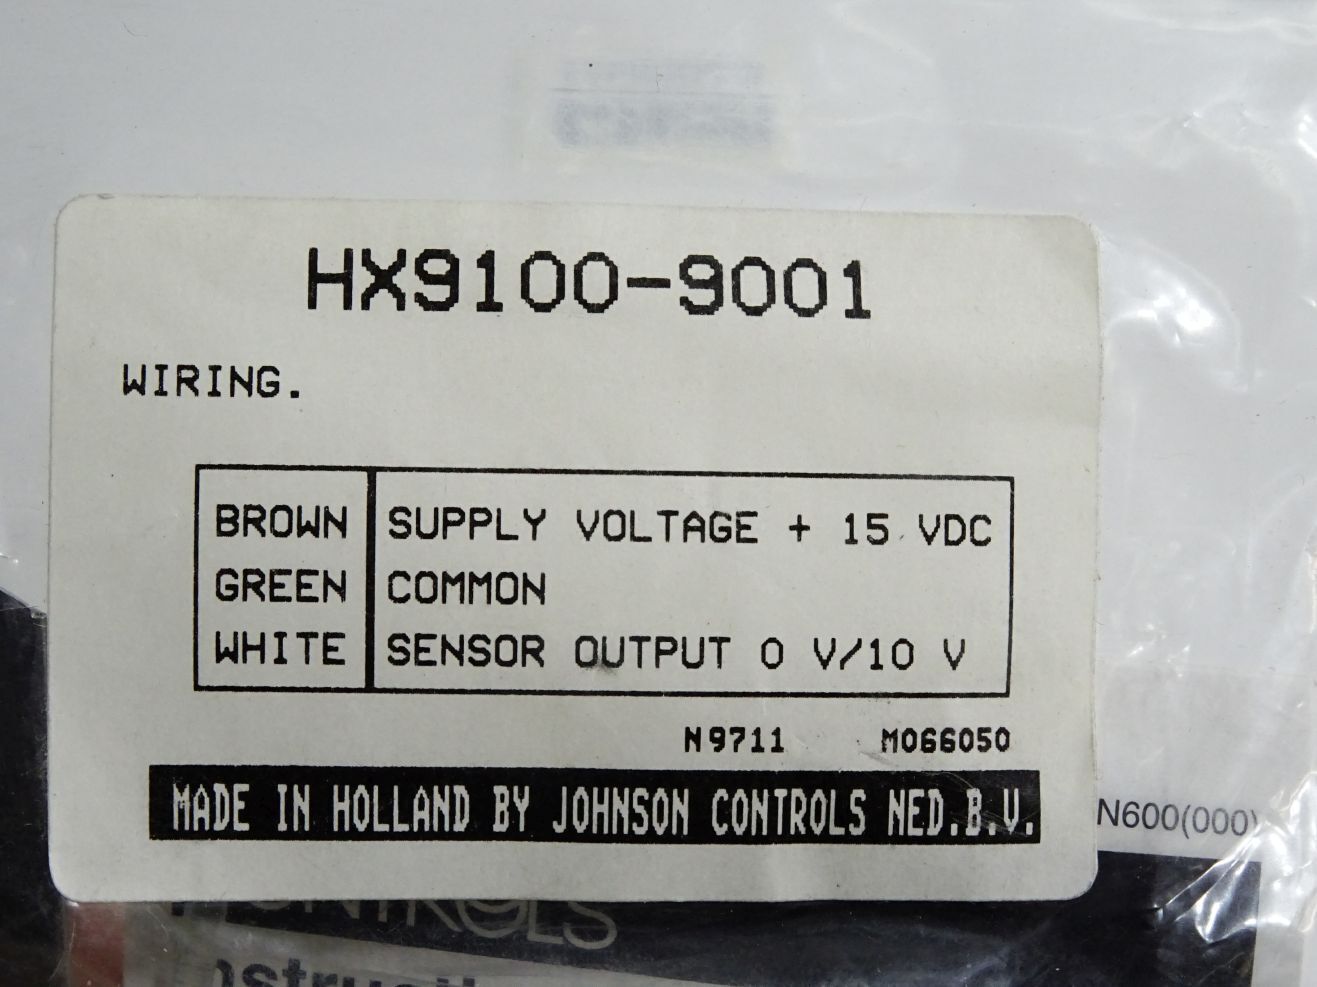 HX9100-9001
WIRING.
BROWN SUPPLY VOLTAGE + 15 VDC
GREEN COMMON
WHITE SENSOR OUTPUT 0 V/10 V
N9711 M066050
MADE IN HOLLAND BY JOHNSON CONTROLS NED.B.V.
N600(000)